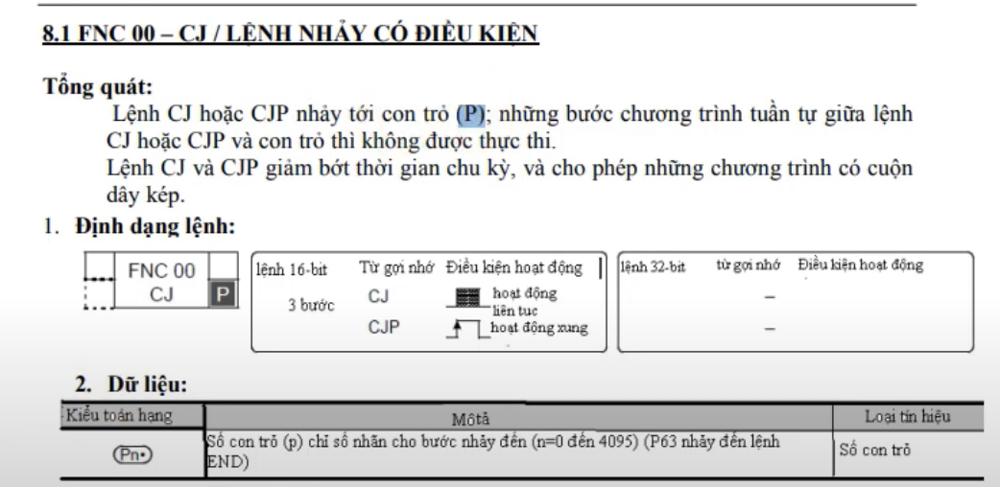 8.1 FNC 00 – CJ / LỆNH NHẢY CÓ ĐIỀU KIỆN
Tổng quát:
Lệnh CJ hoặc CJP nhảy tới con trỏ (P); những bước chương trình tuần tự giữa lệnh
CJ hoặc CJP và con trỏ thì không được thực thi.
Lệnh CJ và CJP giảm bớt thời gian chu kỳ, và cho phép những chương trình có cuộn
dây kép.
1. Định dạng lệnh:
FNC 00
CJ P
lệnh 16-bit Từ gợi nhớ Điều kiện hoạt động
3 bước
CJ hoạt động
liên tuc
CJP hoạt động xung
lệnh 32-bit từ gợi nhớ Điều kiện hoạt động
–
–
2. Dữ liệu:
Kiểu toán hạng Môtả Loại tín hiệu
Pn• Số con trỏ (p) chỉ số nhãn cho bước nhảy đến (n=0 đến 4095) (P63 nhảy đến lệnh
END) Số con trỏ